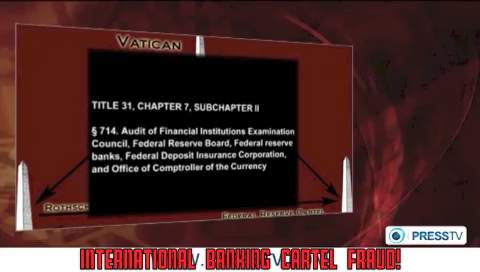 VATICAN
TITLE 31, CHAPTER 7, SUBCHAPTER II
§ 714. Audit of Financial Institutions Examination
Council, Federal Reserve Board, Federal reserve
banks, Federal Deposit Insurance Corporation,
and Office of Comptroller of the Currency
ROTHSCH
FEDERAL RESERVE CARTEL
PRESSTV
INTERNATIONAL BANKING CARTEL FRAUD!